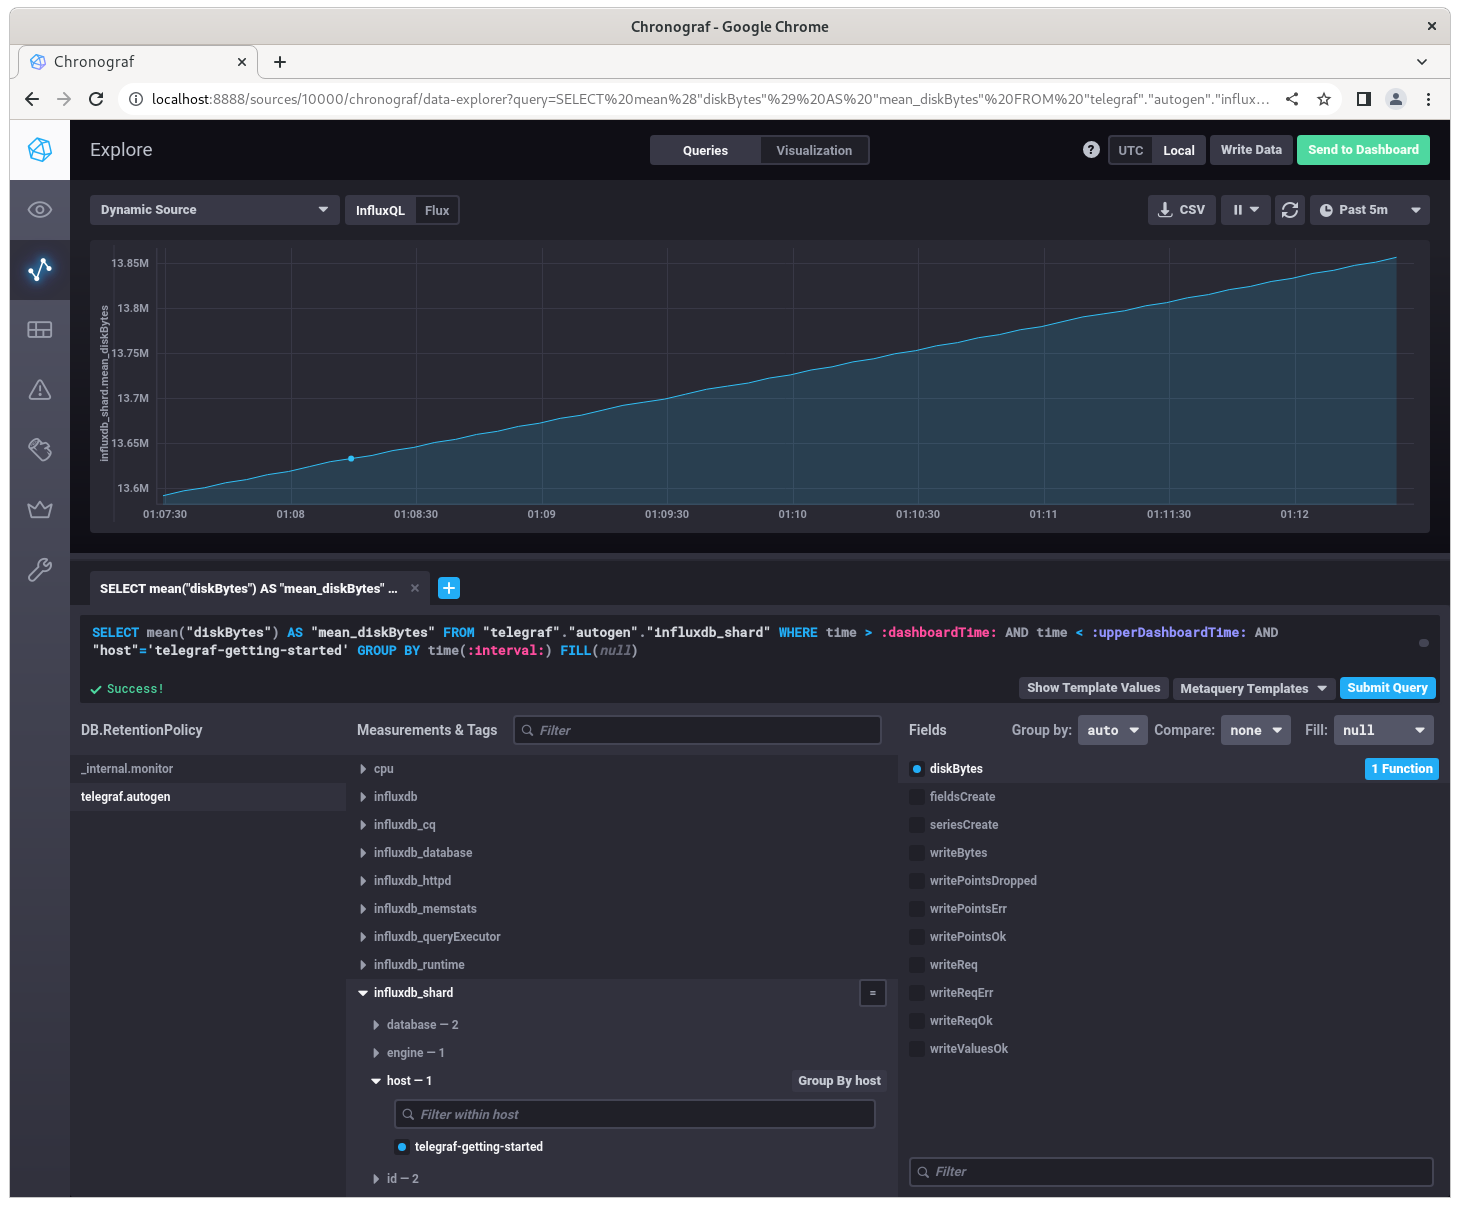 Chronograf - Google Chrome
Chronograf
localhost:8888/sources/10000/chronograf/data-explorer?query=SELECT%20mean%28"diskBytes"%29%20AS%20"mean_diskBytes"%20FROM%20"telegraf"."autogen"."influx...
Explore
Queries
Visualization
?
UTC
Local
Write Data
Send to Dashboard
Dynamic Source
InfluxQL
Flux
CSV
Past 5m
influxdb_shard.mean_diskBytes
13.85M
13.8M
13.75M
13.7M
13.65M
13.6M
01:07:30
01:08
01:08:30
01:09
01:09:30
01:10
01:10:30
01:11
01:11:30
01:12
SELECT mean("diskBytes") AS "mean_diskBytes" ...
SELECT mean("diskBytes") AS "mean_diskBytes" FROM "telegraf"."autogen"."influxdb_shard" WHERE time > :dashboardTime: AND time < :upperDashboardTime: AND
"host"='telegraf-getting-started' GROUP BY time(:interval:) FILL(null)
Success!
Show Template Values
Metaquery Templates
Submit Query
DB.RetentionPolicy
_internal.monitor
telegraf.autogen
Measurements & Tags
Filter
cpu
influxdb
influxdb_cq
influxdb_database
influxdb_httpd
influxdb_memstats
influxdb_queryExecutor
influxdb_runtime
influxdb_shard
=
database — 2
engine — 1
host — 1
Group By host
Filter within host
telegraf-getting-started
id — 2
Fields
Group by: auto
Compare: none
Fill: null
diskBytes
1 Function
fieldsCreate
seriesCreate
writeBytes
writePointsDropped
writePointsErr
writePointsOk
writeReq
writeReqErr
writeReqOk
writeValuesOk
Filter